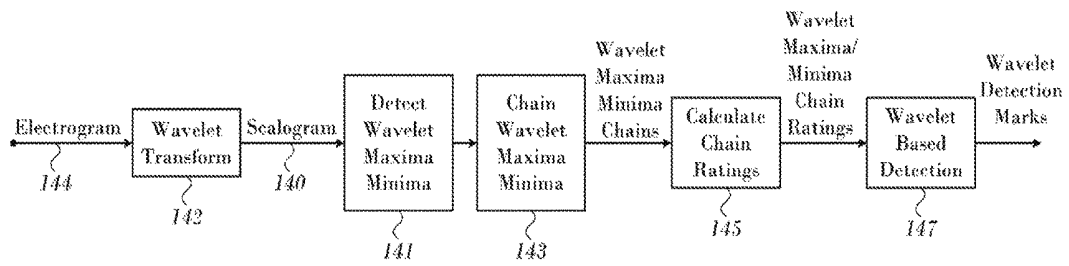 Electrogram
144
Wavelet
Transform
142
Scalogram
140
Detect
Wavelet
Maxima
Minima
141
Chain
Wavelet
Maxima
Minima
143
Wavelet
Maxima
Minima
Chains
Calculate
Chain
Ratings
145
Wavelet
Maxima/
Minima
Chain
Ratings
Wavelet
Based
Detection
147
Wavelet
Detection
Marks